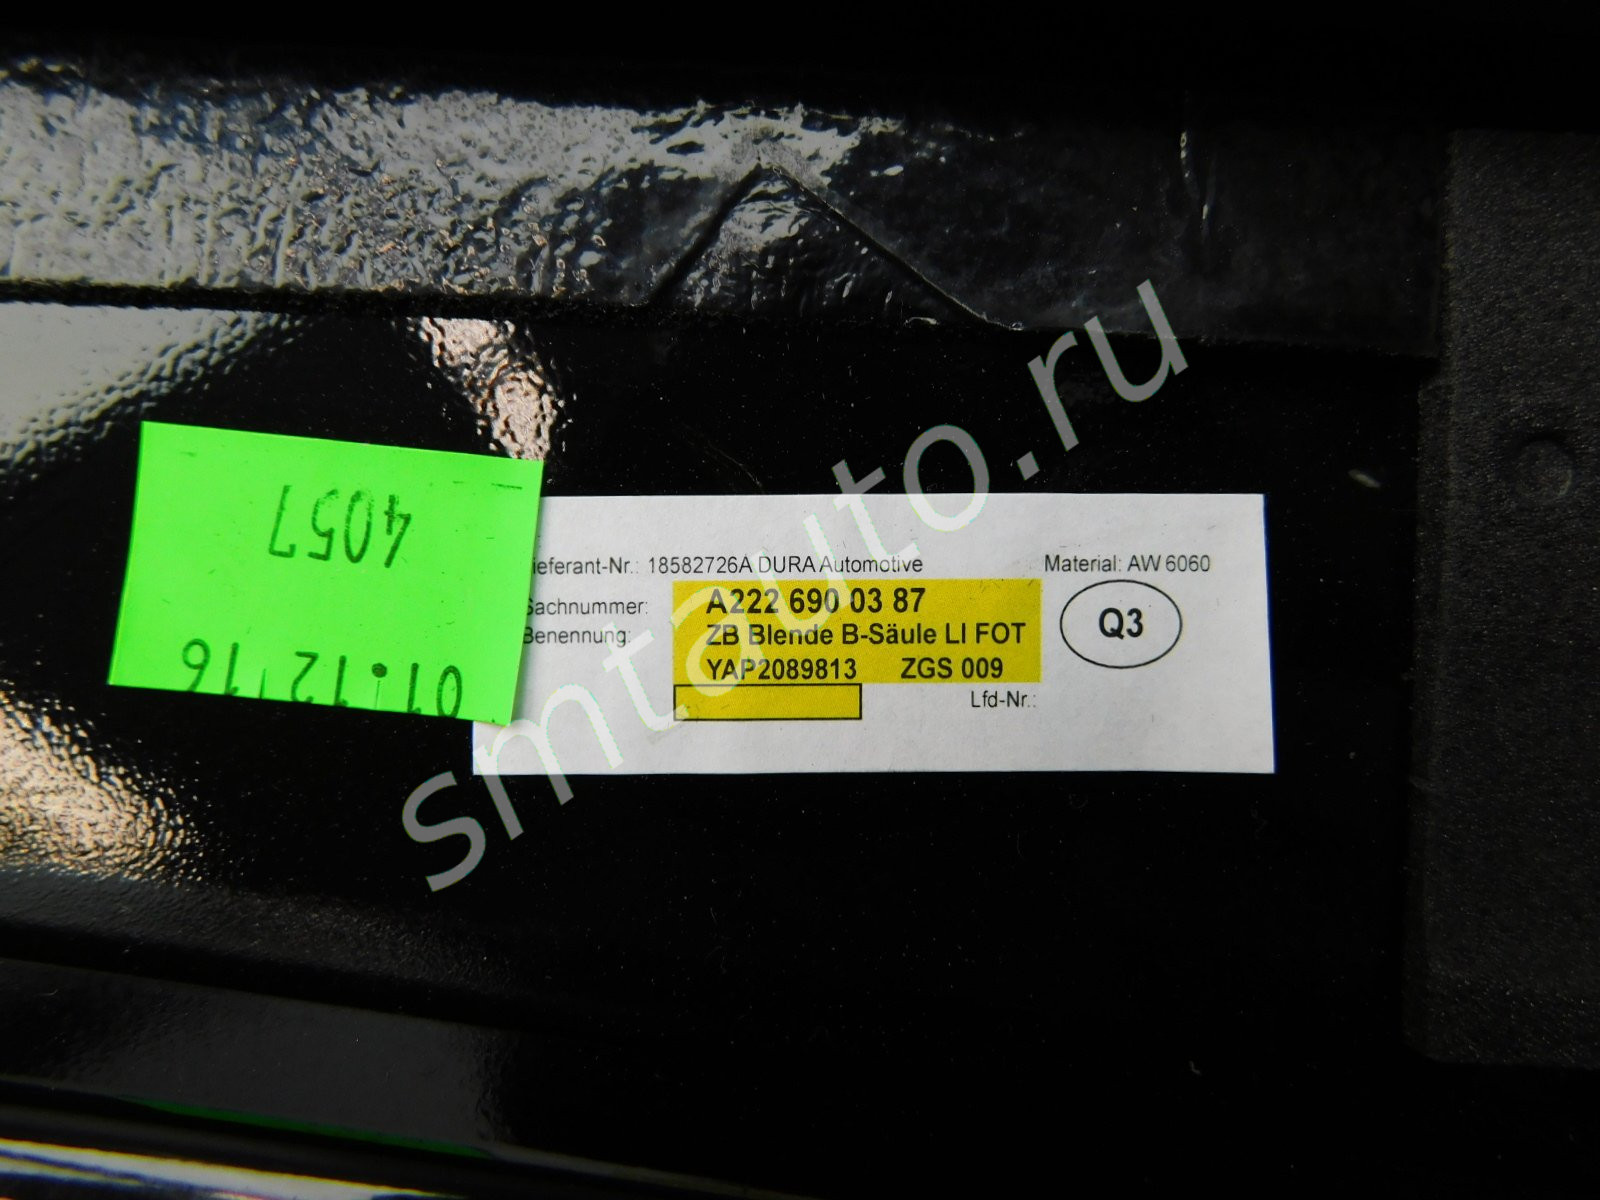 4057
01.12.16
ieferant-Nr.: 18582726A DURA Automotive
Material: AW 6060
Sachnummer:
A222 690 03 87
Benennung:
ZB Blende B-Säule LI FOT
YAP2089813 ZGS 009
Q3
Lfd-Nr.:
smtauto.ru